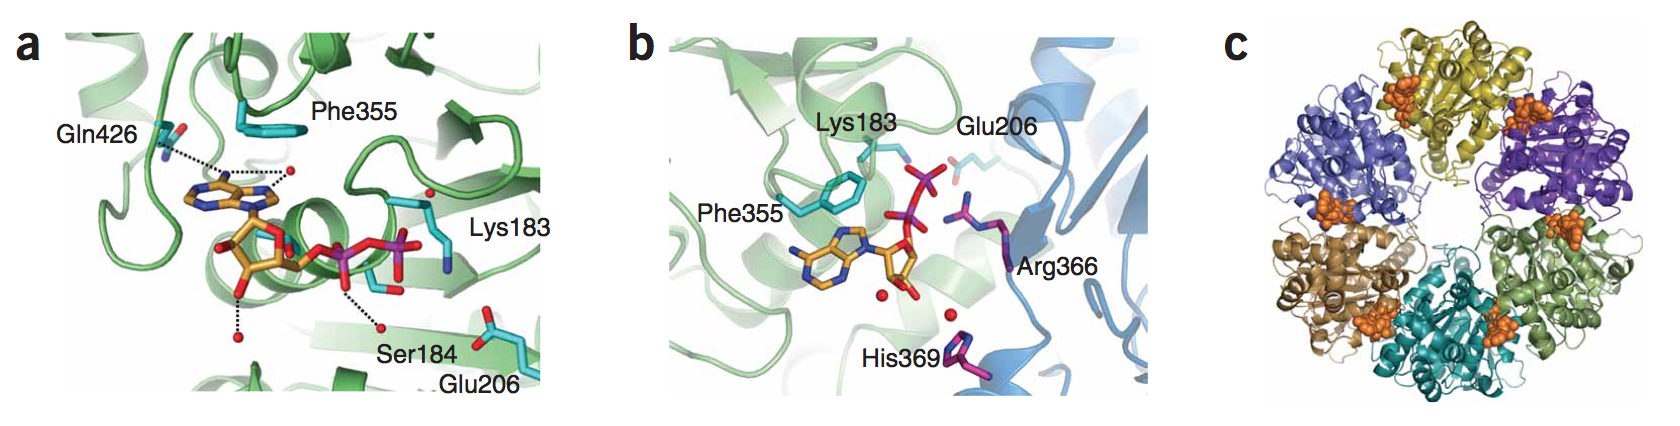 a
Gln426
Phe355
Lys183
Ser184
Glu206
b
Lys183
Glu206
Phe355
Arg366
His369
c